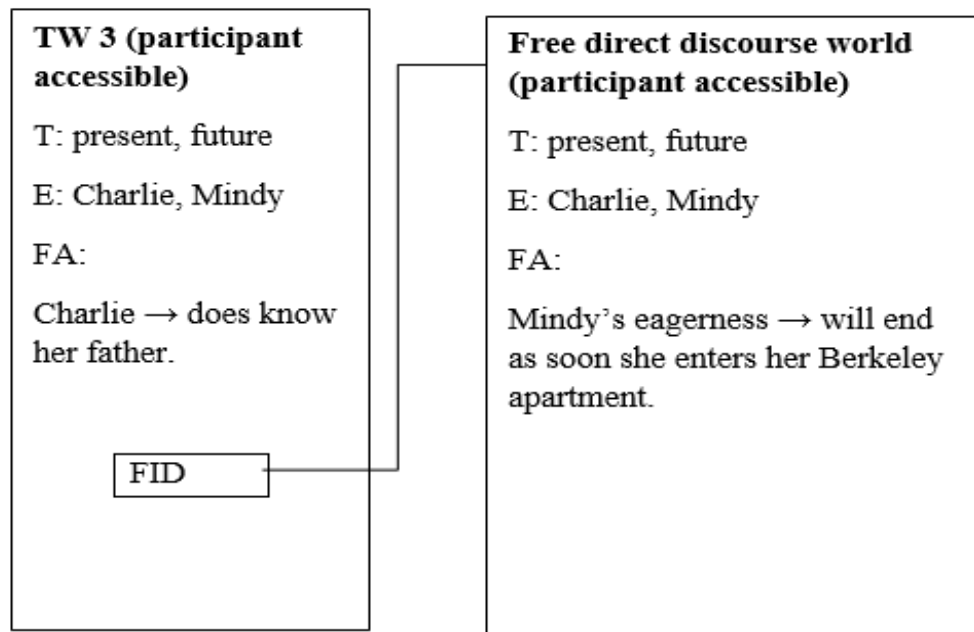 TW 3 (participant
accessible)
T: present, future
E: Charlie, Mindy
FA:
Charlie → does know
her father.
FID
Free direct discourse world
(participant accessible)
T: present, future
E: Charlie, Mindy
FA:
Mindy’s eagerness → will end
as soon she enters her Berkeley
apartment.